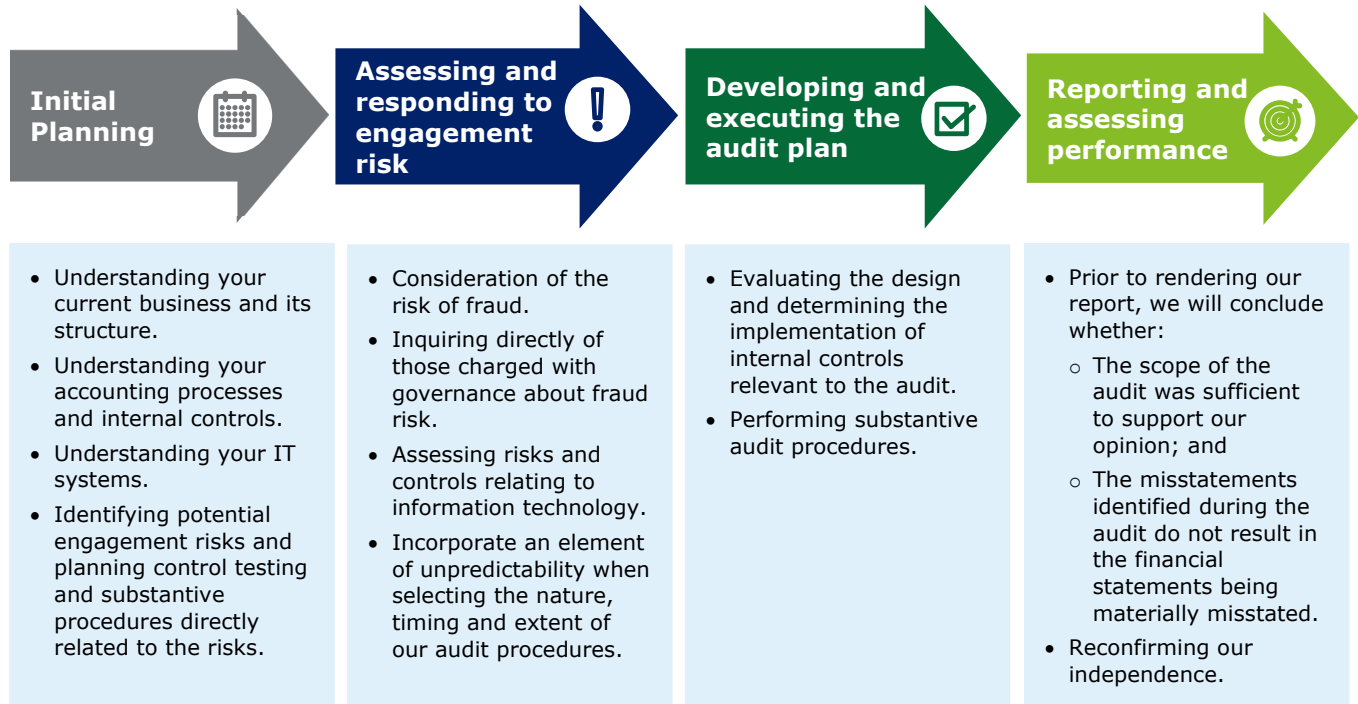 Initial
Planning
Assessing and
responding to
engagement
risk
Developing and
executing the
audit plan
Reporting and
assessing
performance
• Understanding your
current business and its
structure.
• Understanding your
accounting processes
and internal controls.
• Understanding your IT
systems.
• Identifying potential
engagement risks and
planning control testing
and substantive
procedures directly
related to the risks.
• Consideration of the
risk of fraud.
• Inquiring directly of
those charged with
governance about fraud
risk.
• Assessing risks and
controls relating to
information technology.
• Incorporate an element
of unpredictability when
selecting the nature,
timing and extent of
our audit procedures.
• Evaluating the design
and determining the
implementation of
internal controls
relevant to the audit.
• Performing substantive
audit procedures.
• Prior to rendering our
report, we will conclude
whether:
o The scope of the
audit was sufficient
to support our
opinion; and
o The misstatements
identified during the
audit do not result in
the financial
statements being
materially misstated.
• Reconfirming our
independence.